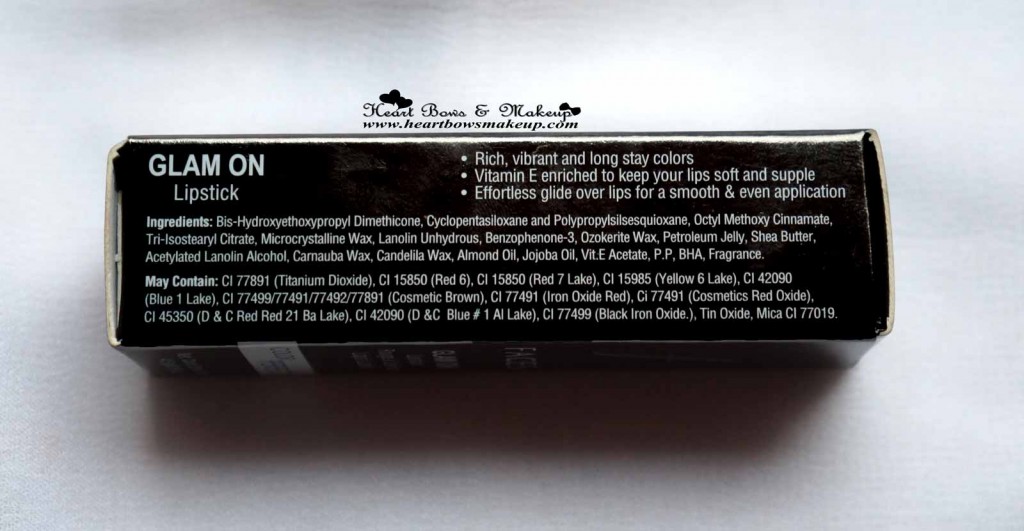 Heart Bows & Makeup
www.heartbowsmakeup.com
GLAM ON
Lipstick
• Rich, vibrant and long stay colors
• Vitamin E enriched to keep your lips soft and supple
• Effortless glide over lips for a smooth & even application
Ingredients: Bis-Hydroxyethoxypropyl Dimethicone, Cyclopentasiloxane and Polypropylsilsesquioxane, Octyl Methoxy Cinnamate,
Tri-Isostearyl Citrate, Microcrystalline Wax, Lanolin Unhydrous, Benzophenone-3, Ozokerite Wax, Petroleum Jelly, Shea Butter,
Acetylated Lanolin Alcohol, Carnauba Wax, Candelila Wax, Almond Oil, Jojoba Oil, Vit.E Acetate, P.P, BHA, Fragrance.
May Contain: CI 77891 (Titanium Dioxide), CI 15850 (Red 6), CI 15850 (Red 7 Lake), CI 15985 (Yellow 6 Lake), CI 42090
(Blue 1 Lake), CI 77499/77491/77492/77891 (Cosmetic Brown), CI 77491 (Iron Oxide Red), Ci 77491 (Cosmetics Red Oxide),
CI 45350 (D & C Red Red 21 Ba Lake), CI 42090 (D &C Blue # 1 Al Lake), CI 77499 (Black Iron Oxide.), Tin Oxide, Mica CI 77019.
FACES
GLAM ON